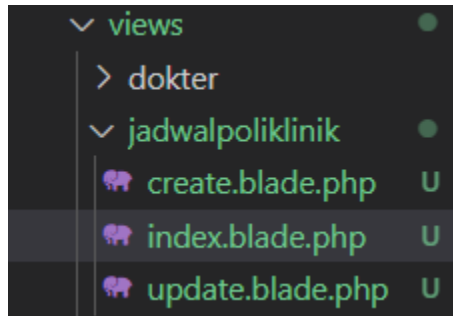 views
dokter
jadwalpoliklinik
create.blade.php U
index.blade.php U
update.blade.php U